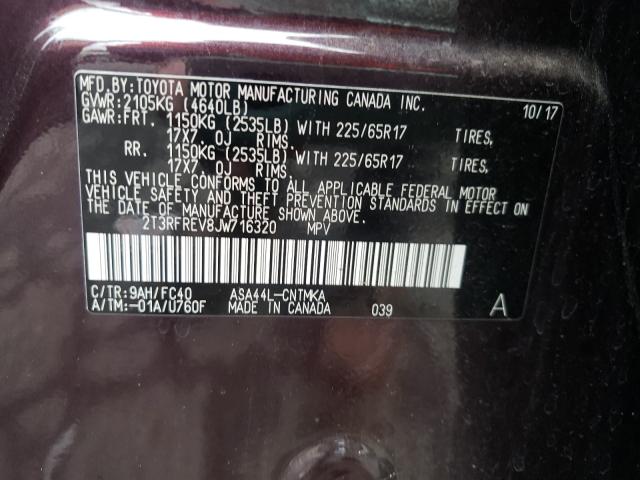 MFD.BY:TOYOTA MOTOR MANUFACTURING CANADA INC. 10/17
GVWR:2105KG (4640LB)
GAWR:FRT. 1150KG (2535LB) WITH 225/65R17 TIRES,
17X7.0J RIMS.
RR. 1150KG (2535LB) WITH 225/65R17 TIRES,
17X7.0J RIMS.
THIS VEHICLE CONFORMS TO ALL APPLICABLE FEDERAL MOTOR
VEHICLE SAFETY AND THEFT PREVENTION STANDARDS IN EFFECT ON
THE DATE OF MANUFACTURE SHOWN ABOVE.
2T3RFREV8JW716320 MPV
C/TR:9AH/FC40 ASA44L-CNTMKA
A/TM:-01A/U760F MADE IN CANADA 039 A